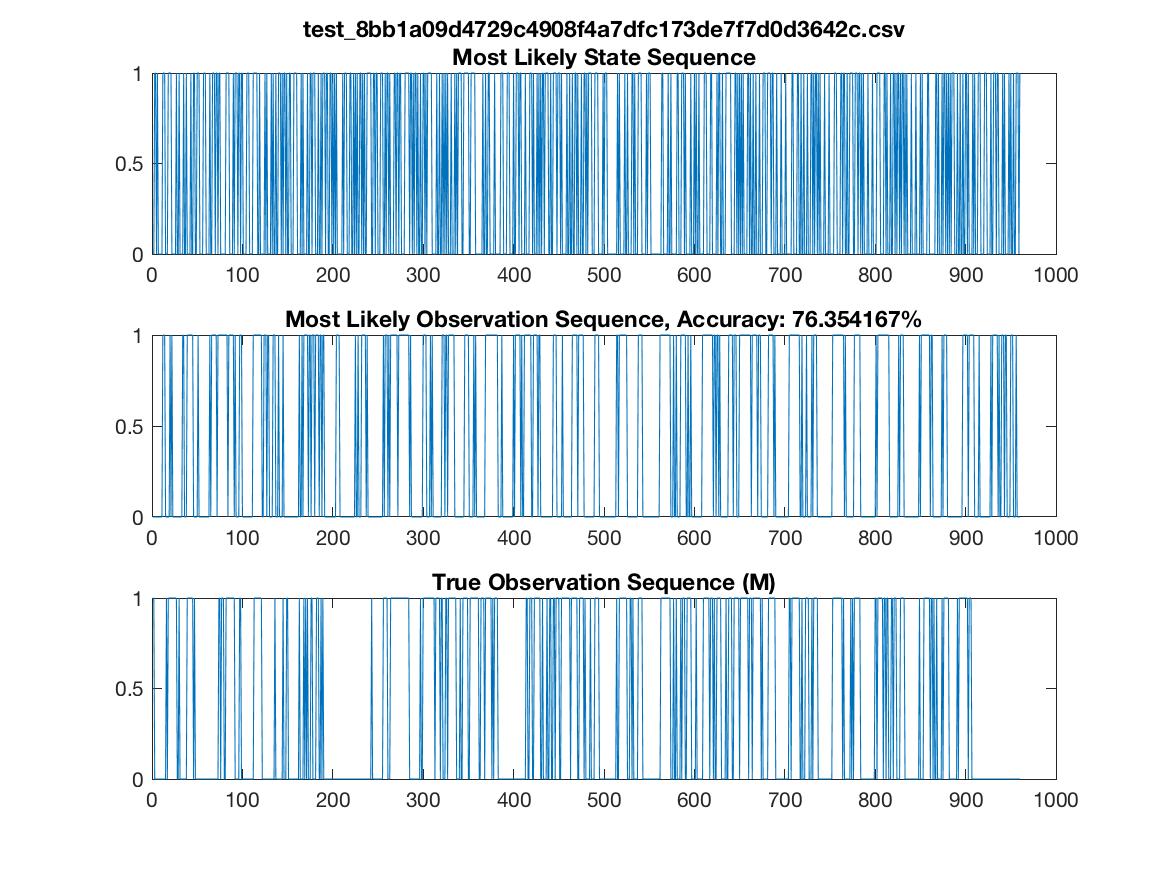 test_8bb1a09d4729c4908f4a7dfc173de7f7d0d3642c.csv
Most Likely State Sequence
1
0.5
0
0 100 200 300 400 500 600 700 800 900 1000
Most Likely Observation Sequence, Accuracy: 76.354167%
1
0.5
0
0 100 200 300 400 500 600 700 800 900 1000
True Observation Sequence (M)
1
0.5
0
0 100 200 300 400 500 600 700 800 900 1000